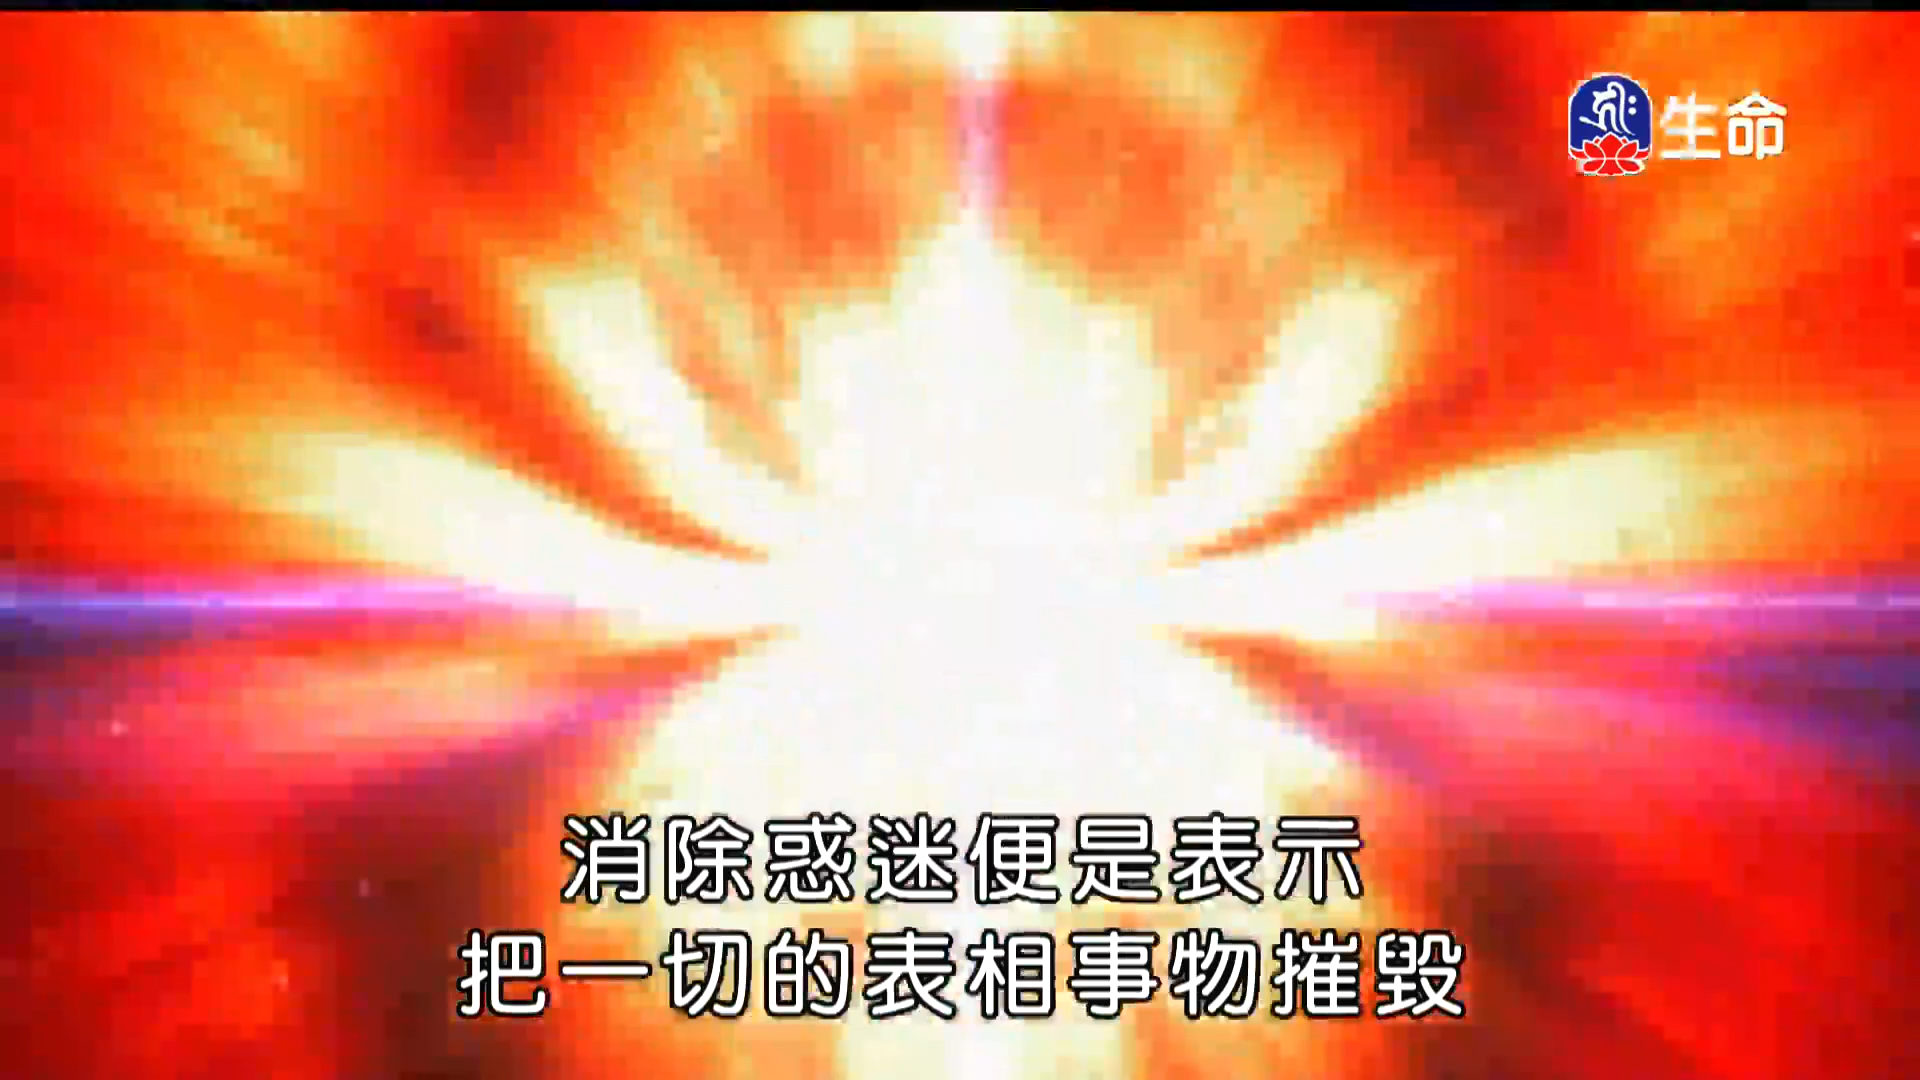 生命
消除惑迷便是表示
把一切的表相事物摧毀